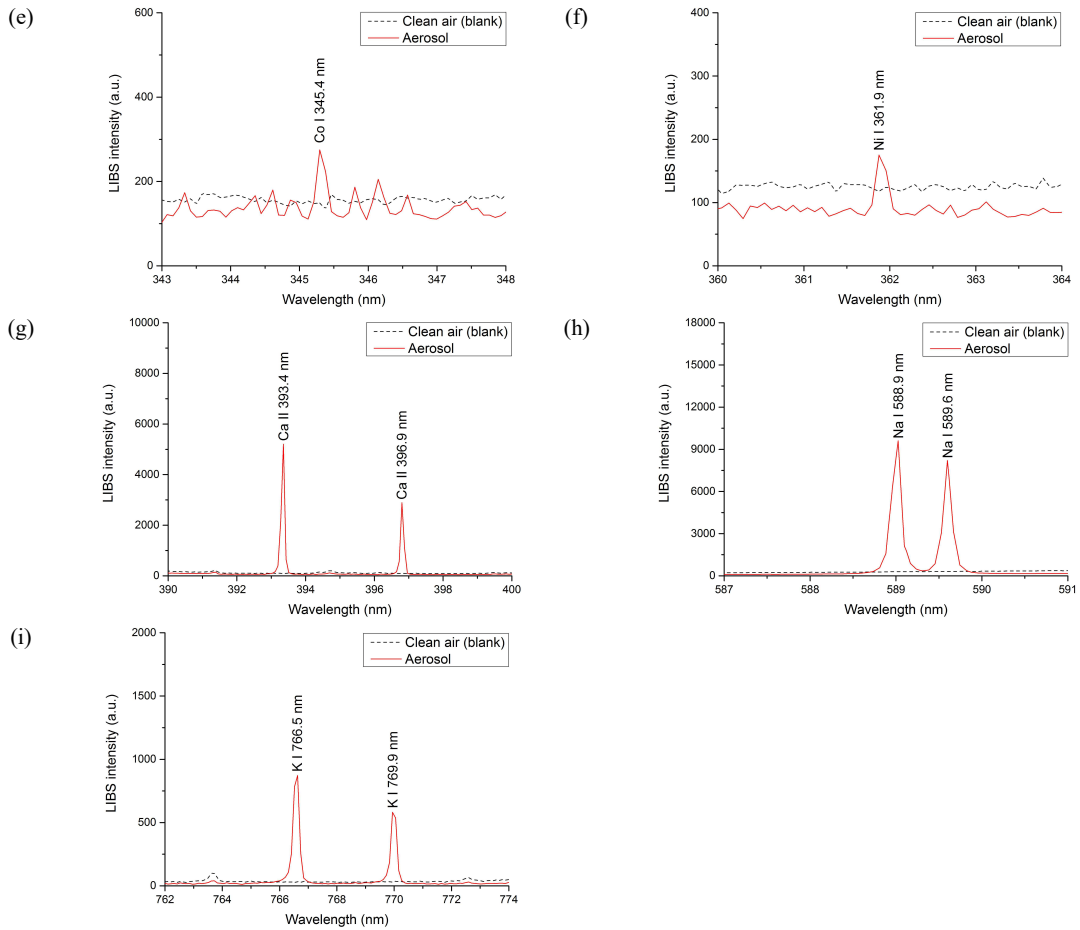 (e)
600
400
200
0
343
344
345
346
347
348
LIBS intensity (a.u.)
Wavelength (nm)
Clean air (blank)
Aerosol
Co I 345.4 nm
(f)
400
300
200
100
0
360
361
362
363
364
LIBS intensity (a.u.)
Wavelength (nm)
Clean air (blank)
Aerosol
Ni I 361.9 nm
(g)
10000
8000
6000
4000
2000
0
390
392
394
396
398
400
LIBS intensity (a.u.)
Wavelength (nm)
Clean air (blank)
Aerosol
Ca II 393.4 nm
Ca II 396.9 nm
(h)
18000
15000
12000
9000
6000
3000
0
587
588
589
590
591
LIBS intensity (a.u.)
Wavelength (nm)
Clean air (blank)
Aerosol
Na I 588.9 nm
Na I 589.6 nm
(i)
2000
1500
1000
500
0
762
764
766
768
770
772
774
LIBS intensity (a.u.)
Wavelength (nm)
Clean air (blank)
Aerosol
K I 766.5 nm
K I 769.9 nm